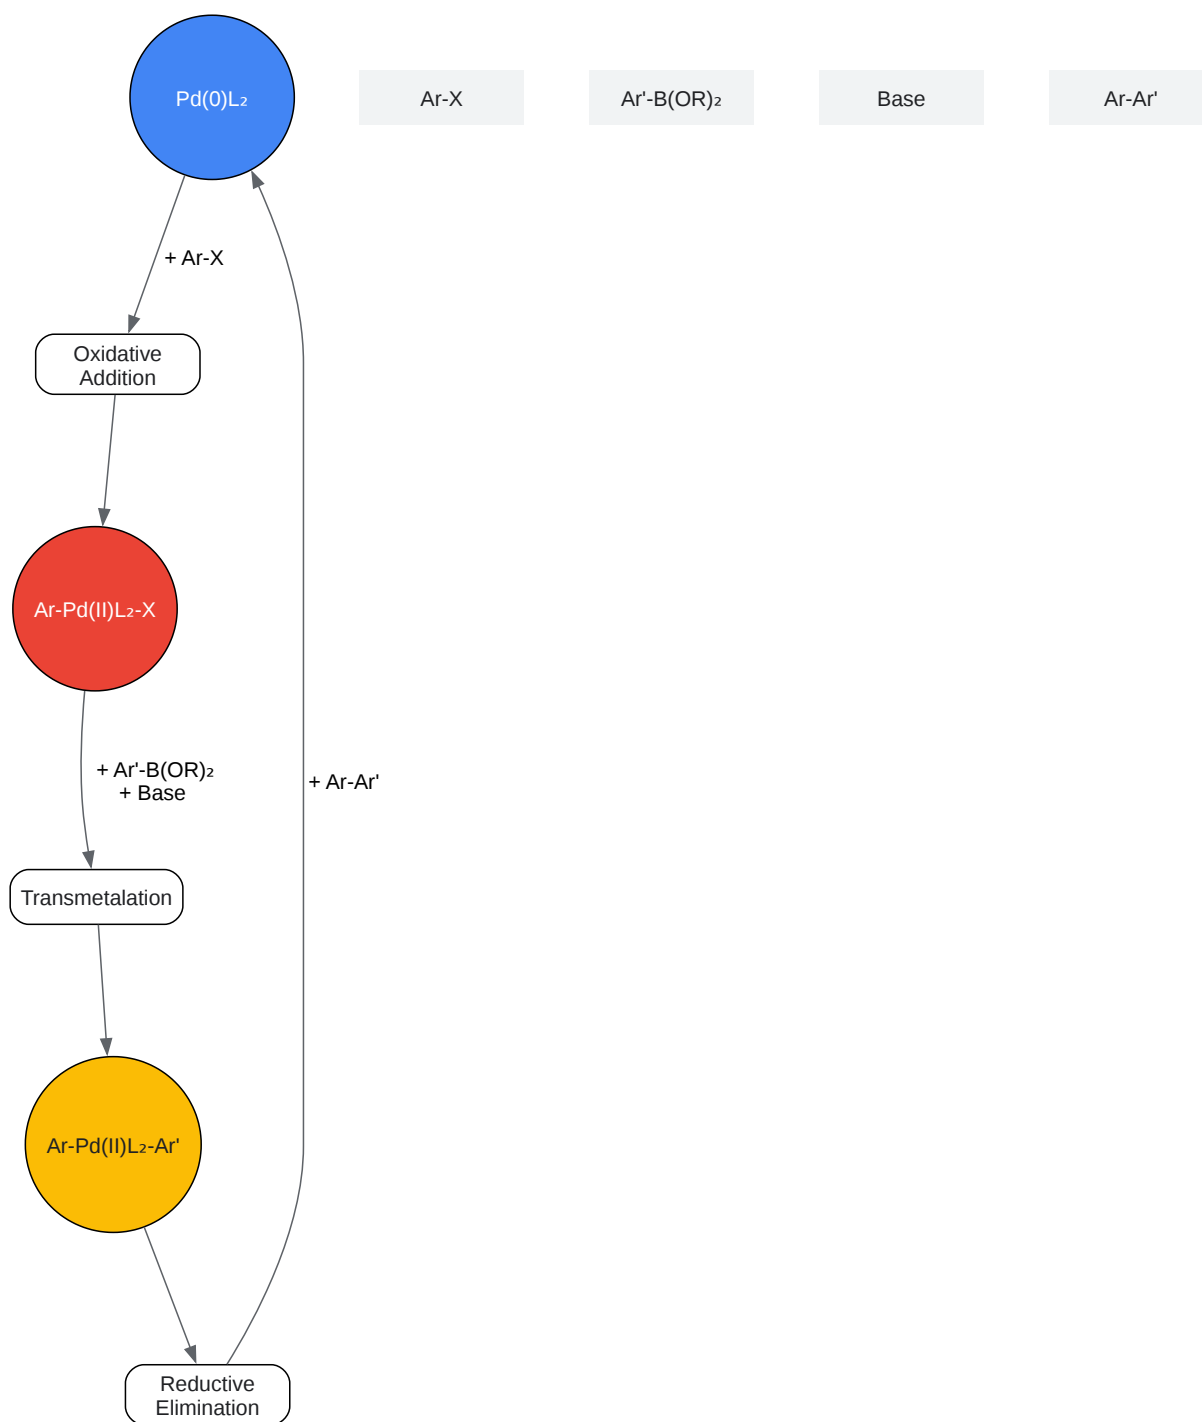 Pd(0)L₂
Ar-X
Ar'-B(OR)₂
Base
Ar-Ar'
+ Ar-X
Oxidative
Addition
Ar-Pd(II)L₂-X
+ Ar'-B(OR)₂
+ Base
+ Ar-Ar'
Transmetalation
Ar-Pd(II)L₂-Ar'
Reductive
Elimination